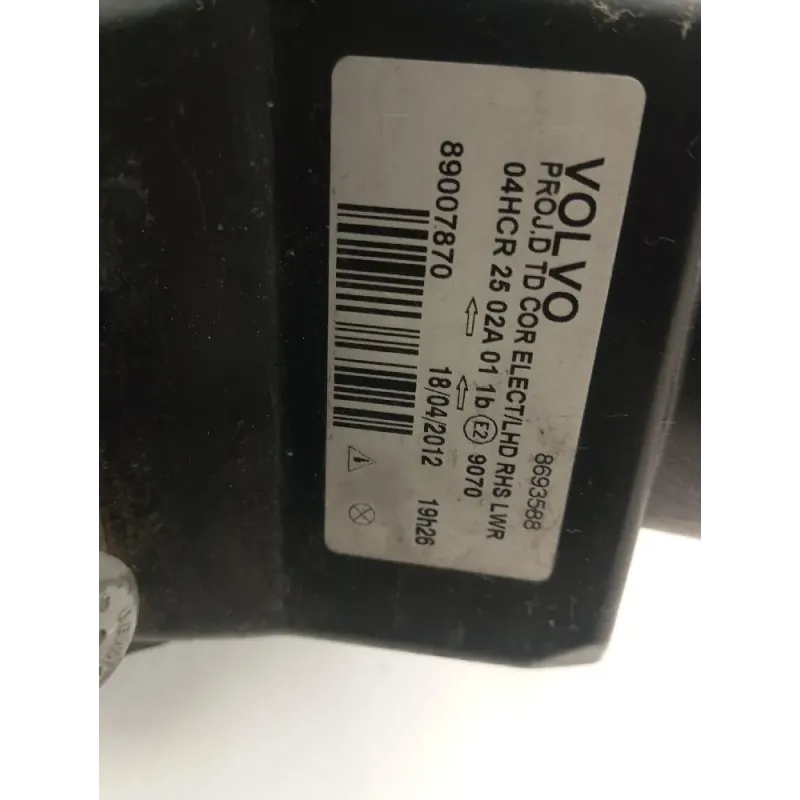 VOLVO 8693588
PROJ.D TD COR ELECT/LHD RHS LWR
04HCR 25 02A 01 1b E2 9070
89007870 18/04/2012 19h26